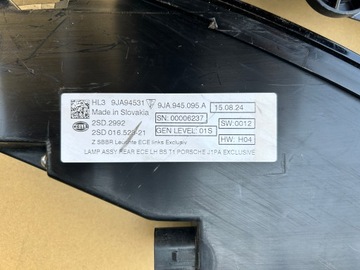 HL3 9JA94531 9JA.945.095 A 15.08.24
Made in Slovakia SN: 00006237
2SD.2992 SW:0012
2SD 016.523-21 GEN LEVEL: 01S
Z SBBR Leuchte ECE links Exclusiv HW: H04
LAMP ASSY REAR ECE LH B5 T1 PORSCHE J1PA EXCLUSIVE